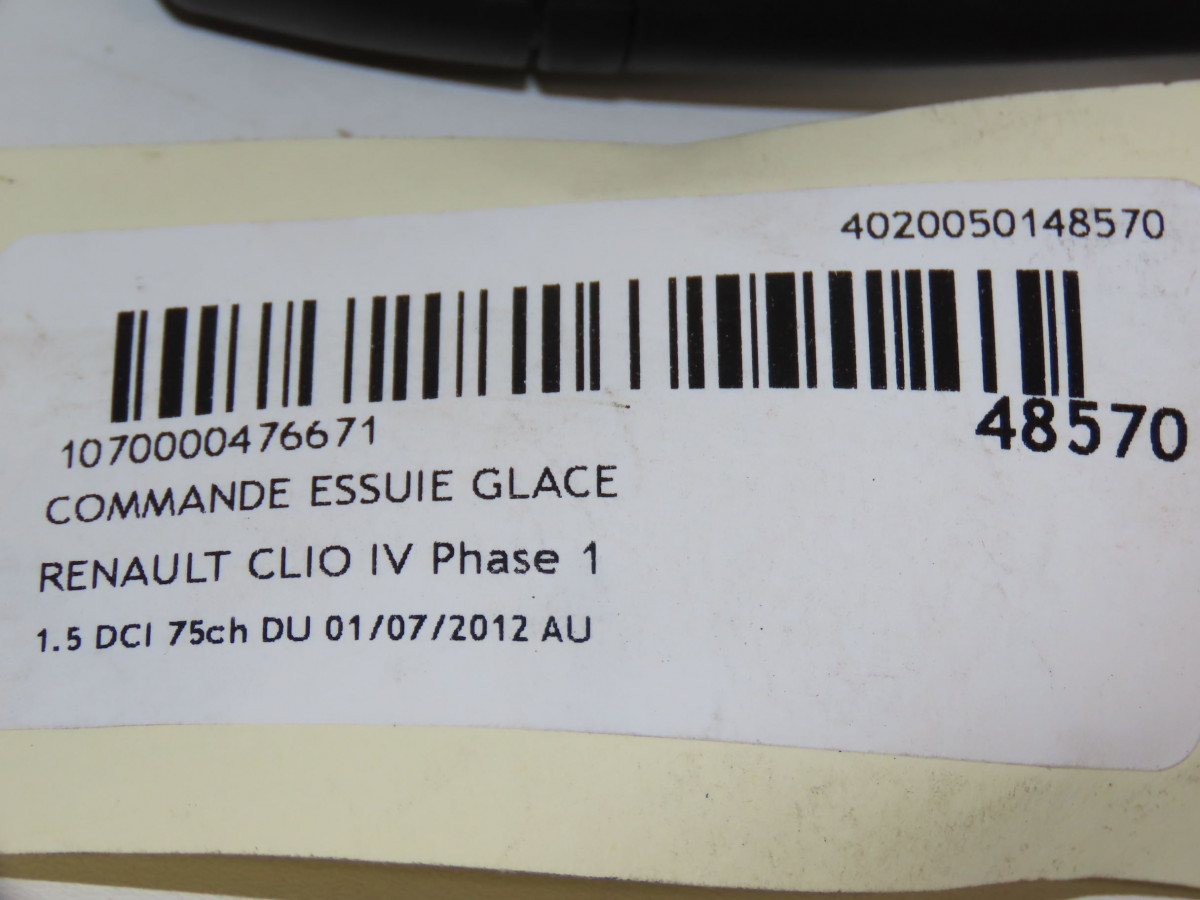 4020050148570
48570
1070000476671
COMMANDE ESSUIE GLACE
RENAULT CLIO IV Phase 1
1.5 DCI 75ch DU 01/07/2012 AU